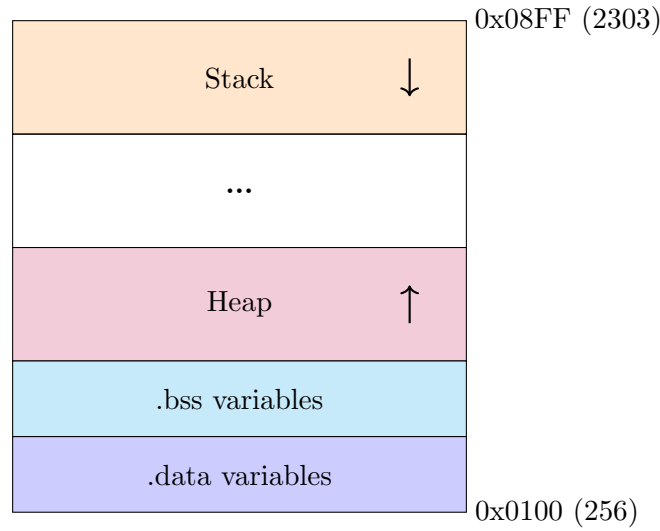 0x08FF (2303)
Stack
...
Heap
.bss variables
.data variables
0x0100 (256)